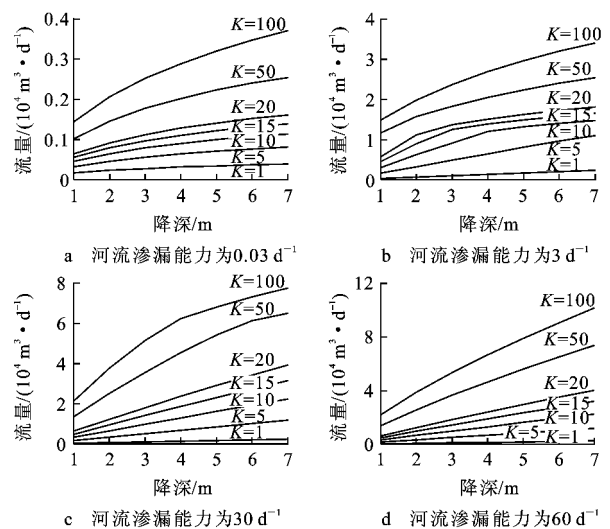 流量/(10⁴ m³·d⁻¹)
0.4
0.3
0.2
0.1
0
K=100
K=50
K=20
K=15
K=10
K=5
K=1
1 2 3 4 5 6 7
降深/m
a 河流渗漏能力为0.03 d⁻¹
流量/(10⁴ m³·d⁻¹)
4
3
2
1
0
K=100
K=50
K=20
K=15
K=10
K=5
K=1
1 2 3 4 5 6 7
降深/m
b 河流渗漏能力为3 d⁻¹
流量/(10⁴ m³·d⁻¹)
8
6
4
2
0
K=100
K=50
K=20
K=15
K=10
K=5
K=1
1 2 3 4 5 6 7
降深/m
c 河流渗漏能力为30 d⁻¹
流量/(10⁴ m³·d⁻¹)
12
8
4
0
K=100
K=50
K=20
K=15
K=10
K=5
K=1
1 2 3 4 5 6 7
降深/m
d 河流渗漏能力为60 d⁻¹